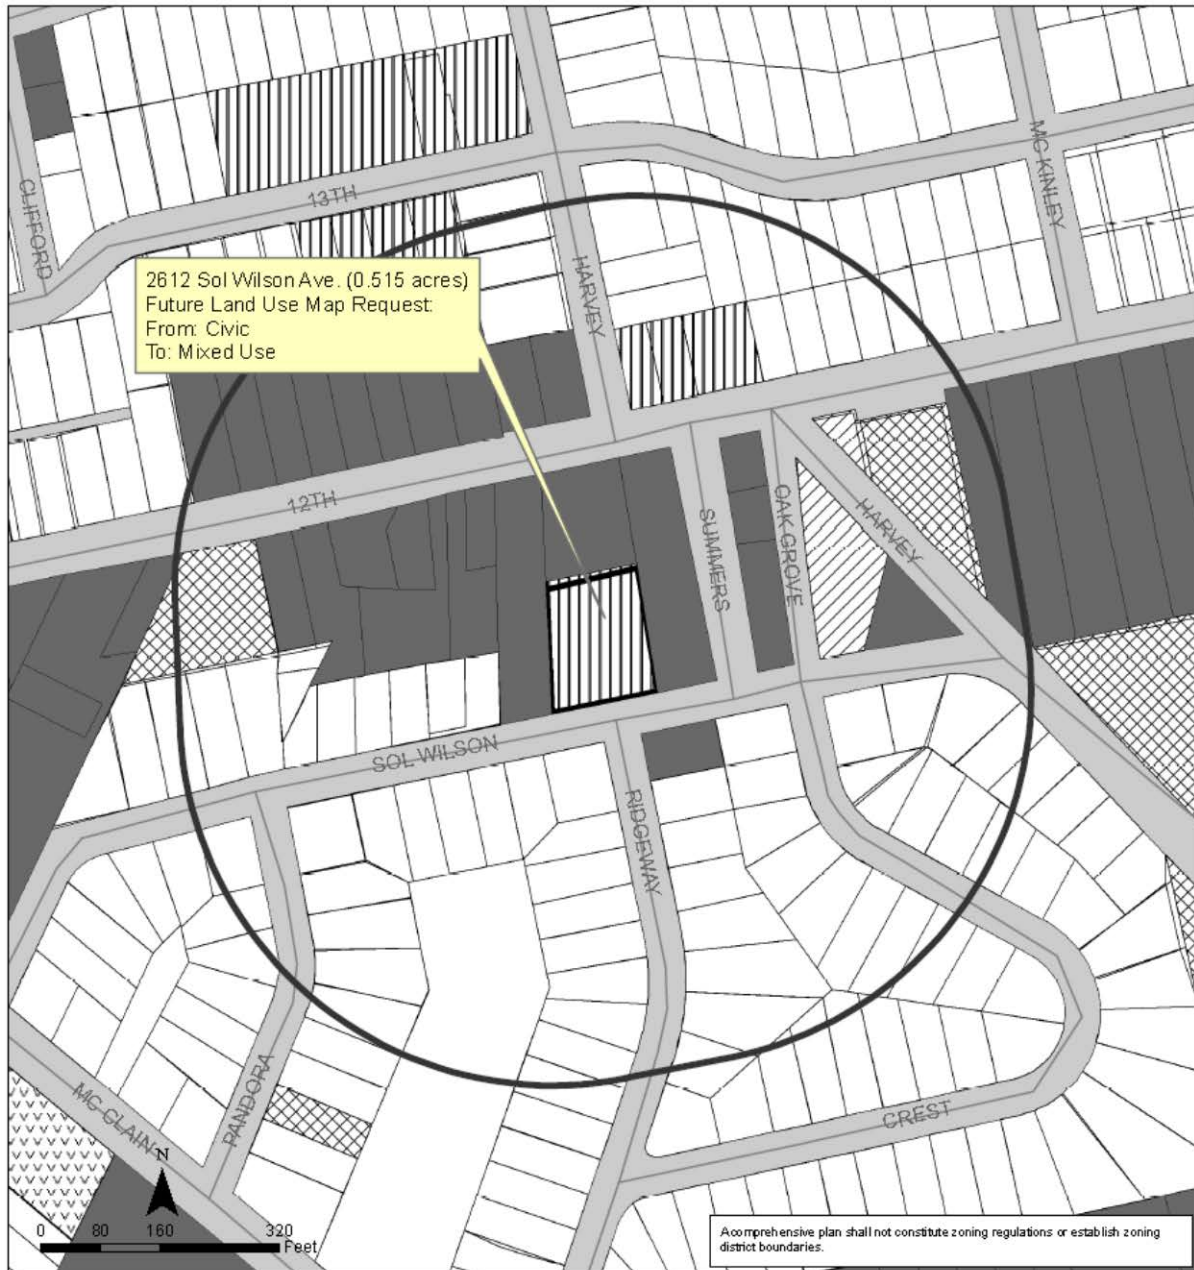 CLIFFORD
13TH
MC KINLEY
HARVEY
2612 Sol Wilson Ave. (0.515 acres)
Future Land Use Map Request:
From: Civic
To: Mixed Use
12TH
SUMMERS
OAK GROVE
HARVEY
SOL WILSON
RIDGEWAY
PANDORA
MC CLAIN
CREST
N
0 80 160 320
Feet
Acomprehensive plan shall not constitute zoning regulations or establish zoning
district boundaries.